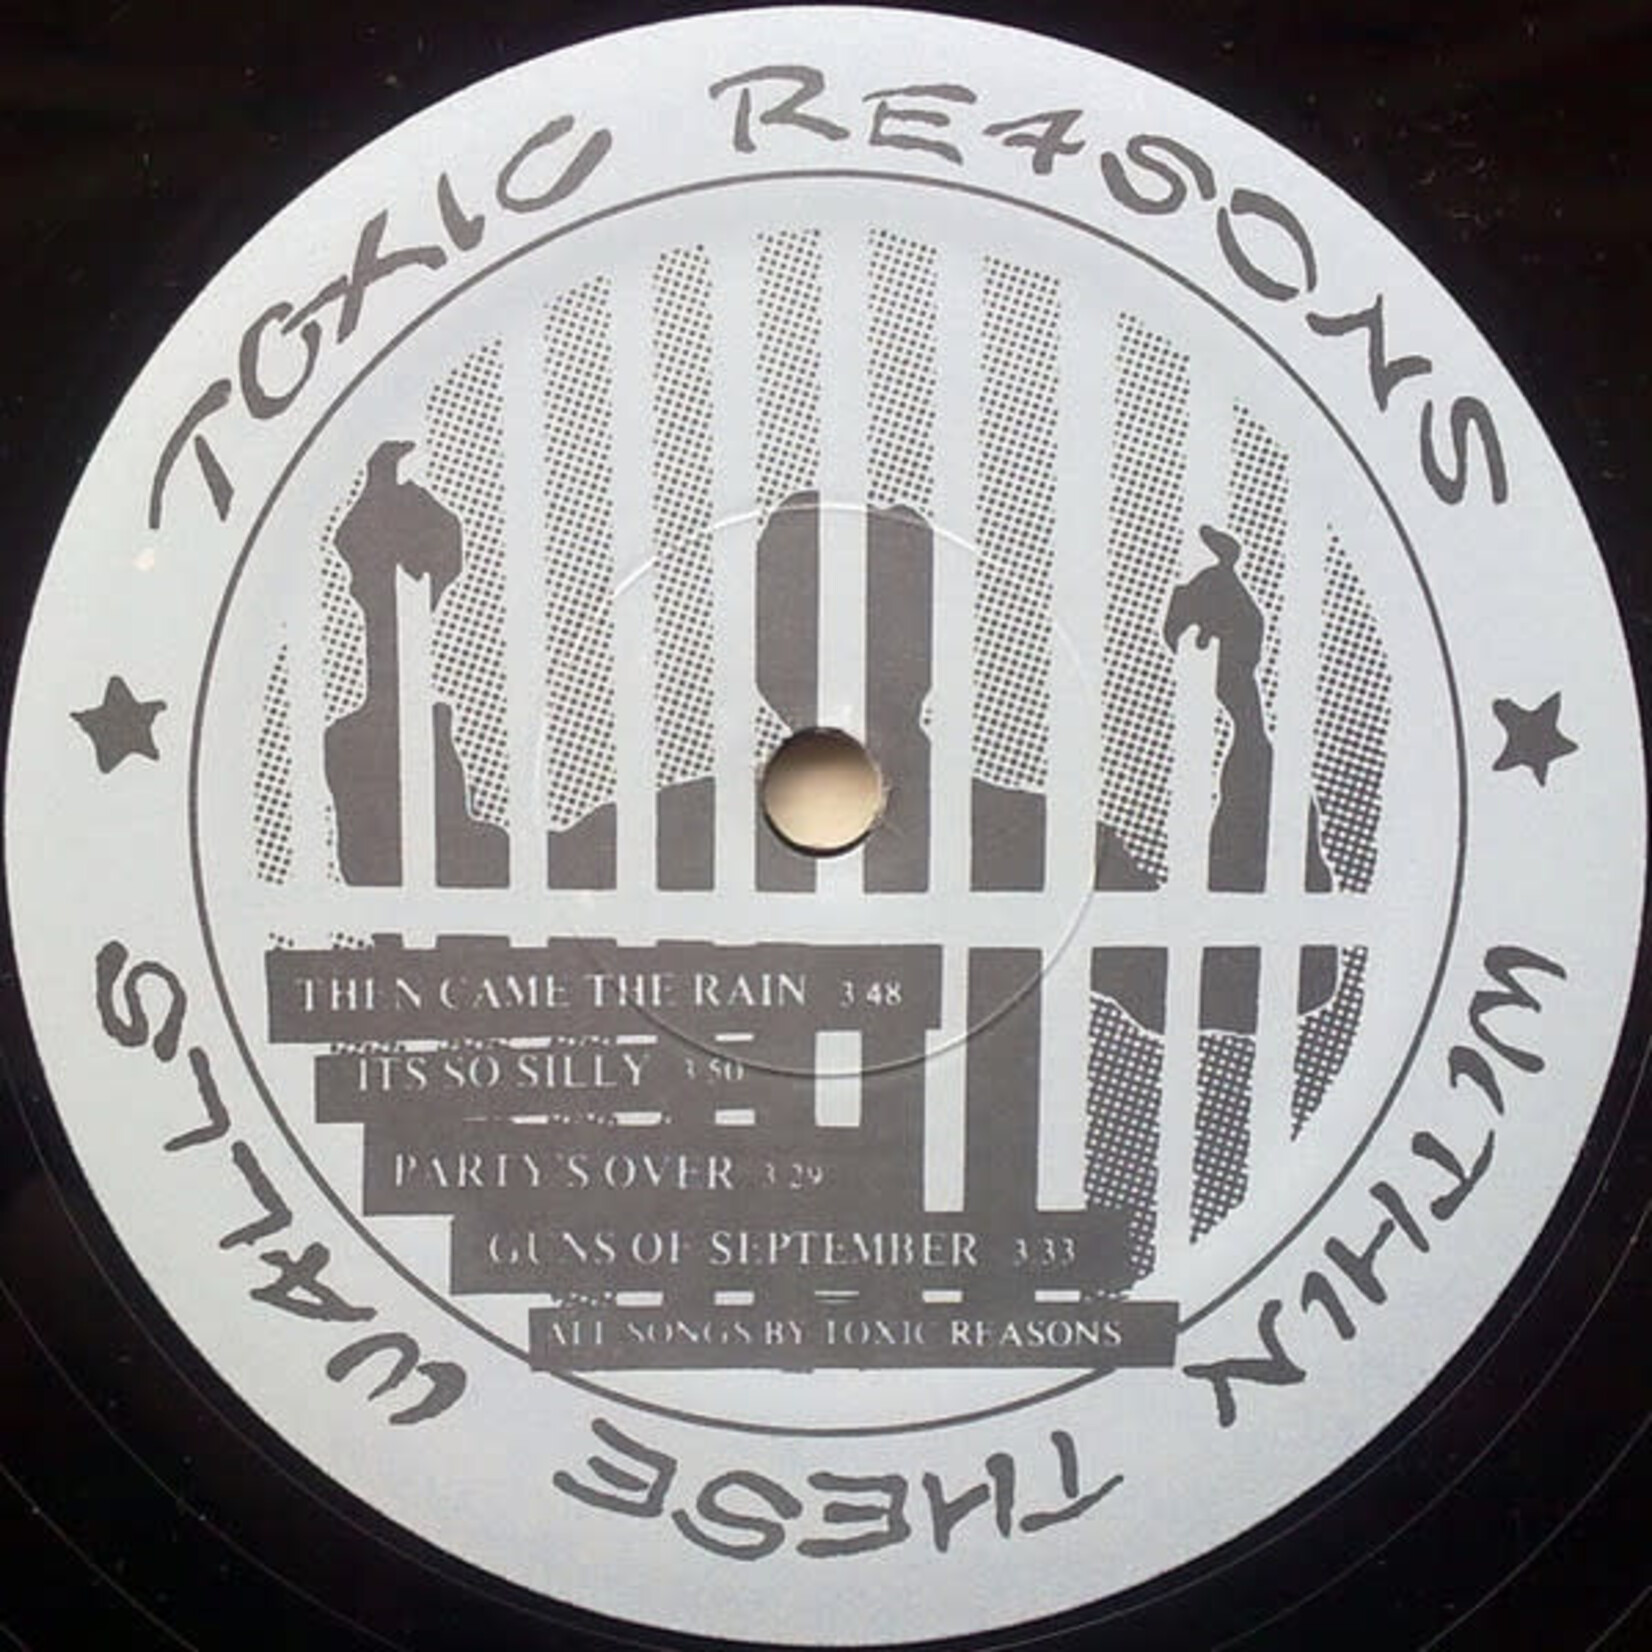 TOXIC REASONS
WITHIN THESE WALLS
THEN CAME THE RAIN 3 48
ITS SO SILLY 3 50
PARTY'S OVER 3 29
GUNS OF SEPTEMBER 3 33
ALL SONGS BY TOXIC REASONS